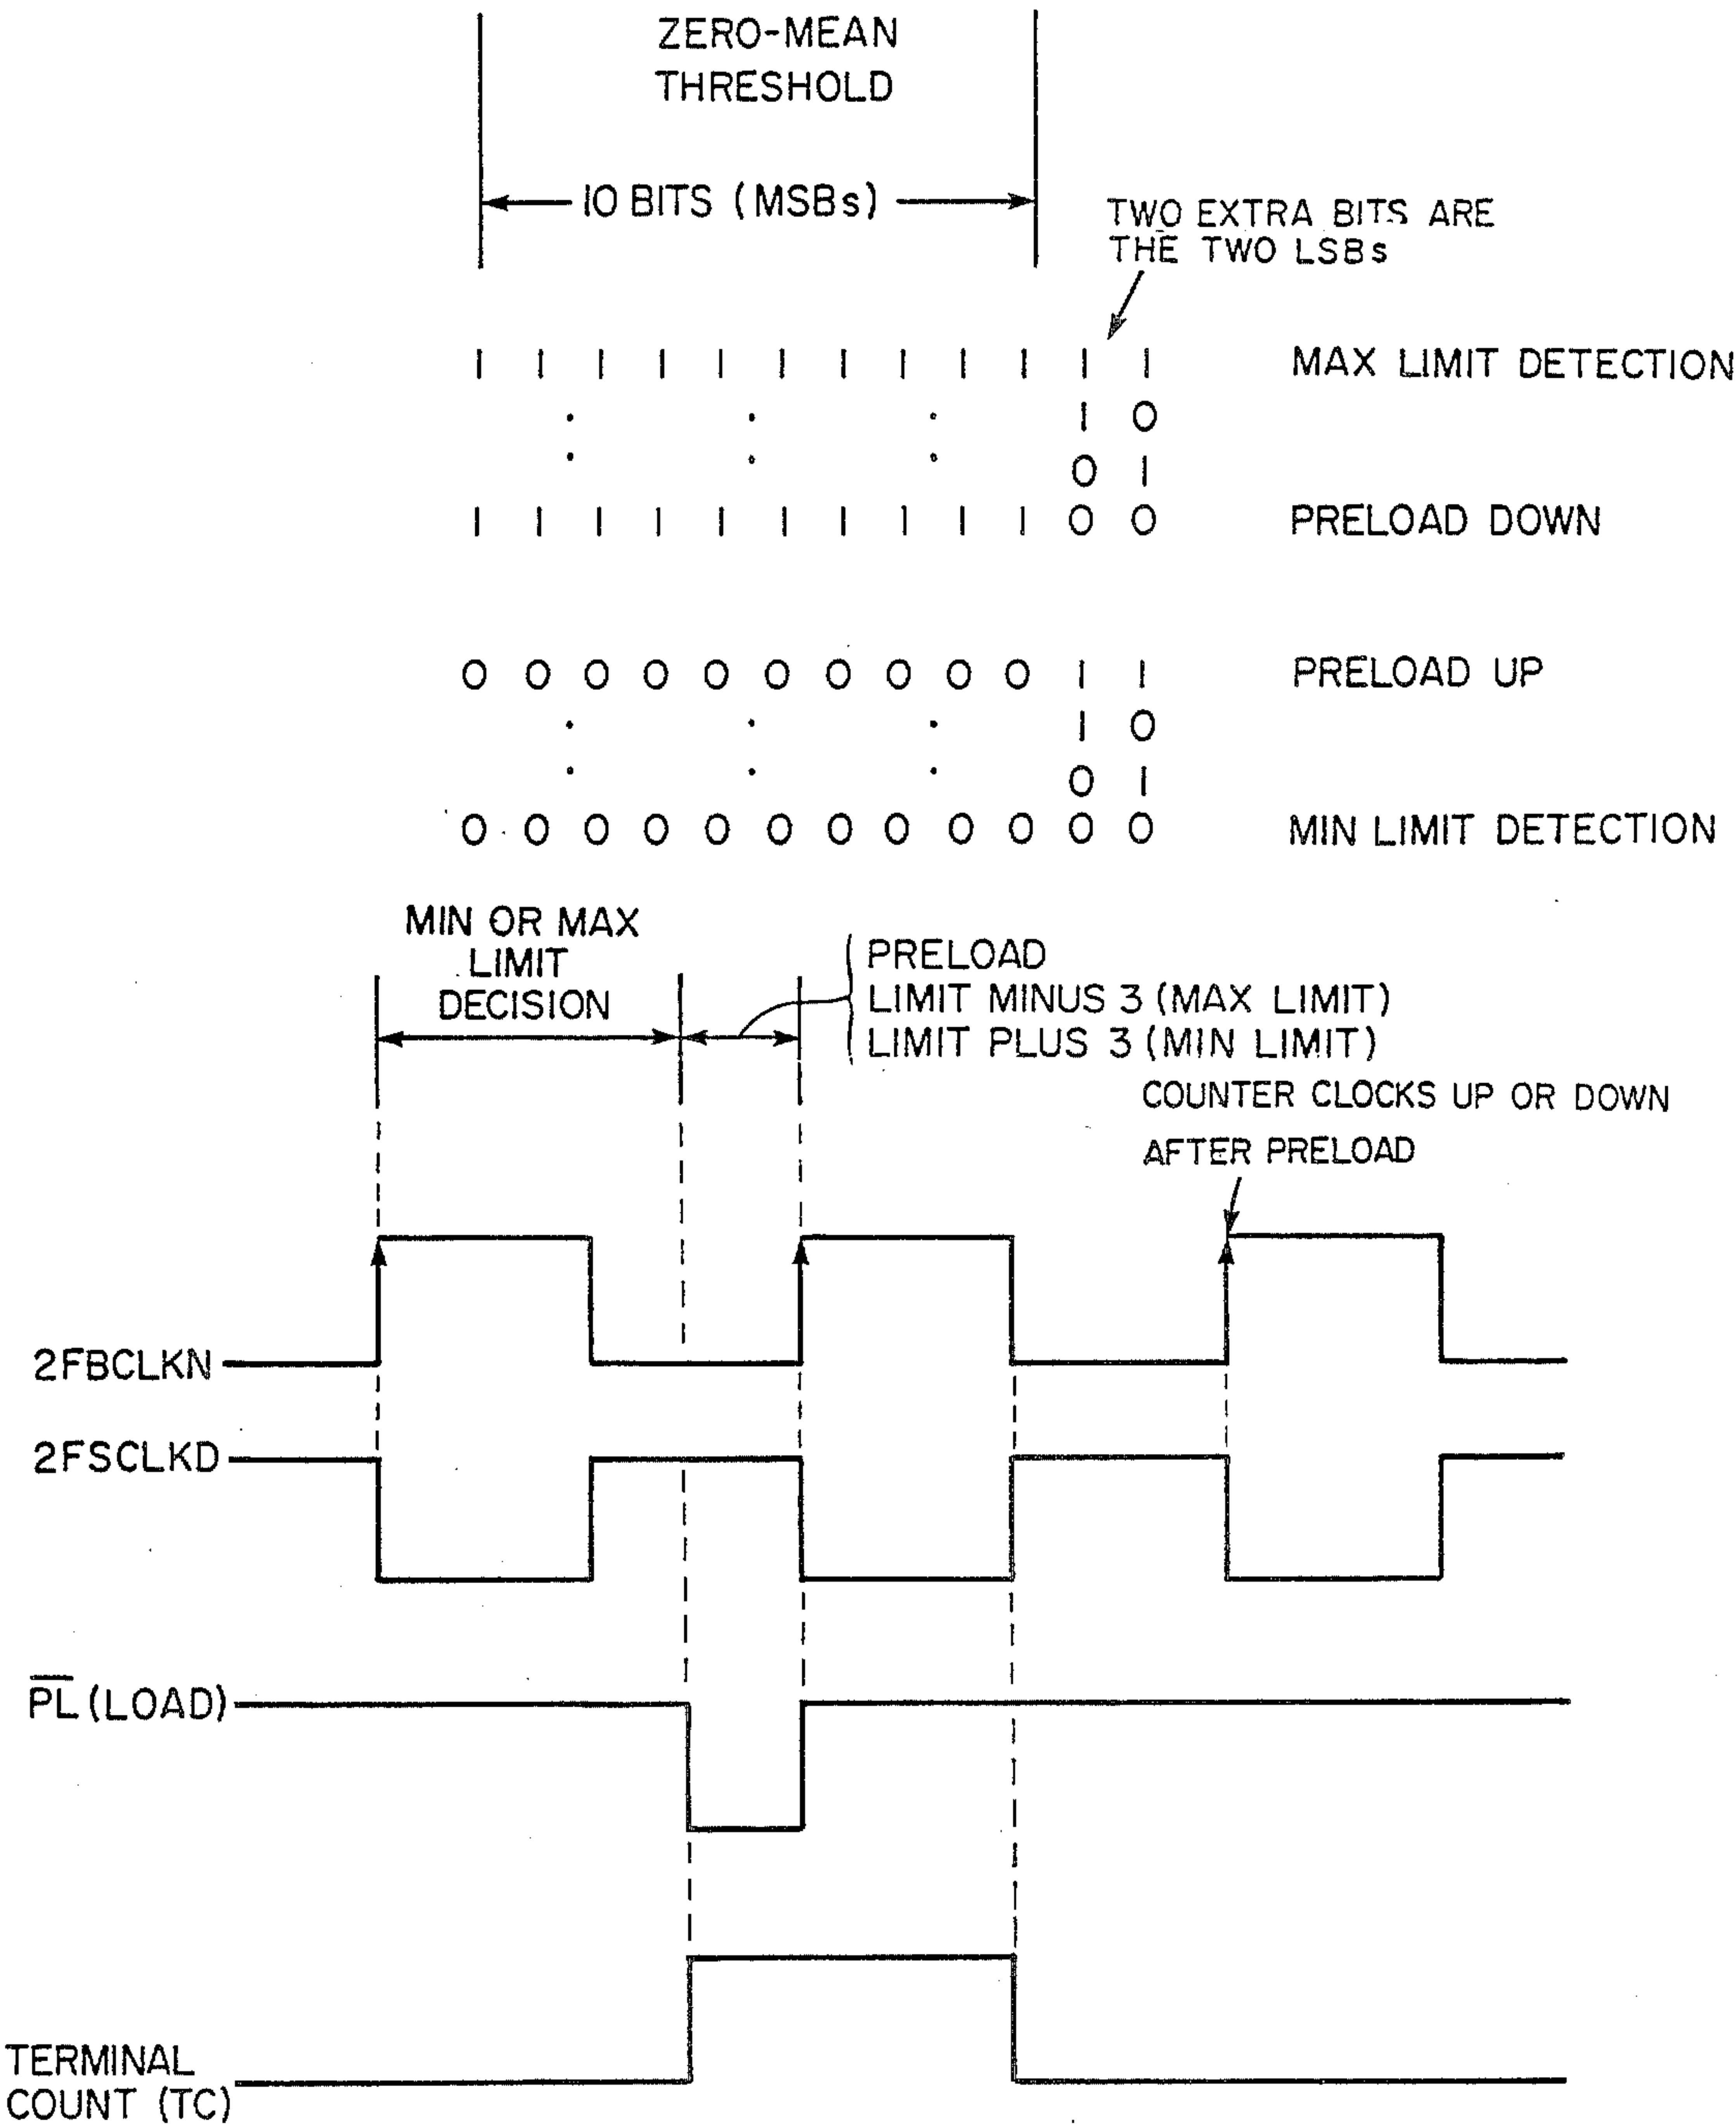 ZERO-MEAN
THRESHOLD
10 BITS (MSBs)
TWO EXTRA BITS ARE
THE TWO LSBs
1 1 1 1 1 1 1 1 1 1 1 1 MAX LIMIT DETECTION
1 0
0 1
1 1 1 1 1 1 1 1 1 1 0 0 PRELOAD DOWN
0 0 0 0 0 0 0 0 0 0 1 1 PRELOAD UP
1 0
0 1
0 0 0 0 0 0 0 0 0 0 0 0 MIN LIMIT DETECTION
MIN OR MAX
LIMIT
DECISION
PRELOAD
LIMIT MINUS 3 (MAX LIMIT)
LIMIT PLUS 3 (MIN LIMIT)
COUNTER CLOCKS UP OR DOWN
AFTER PRELOAD
2FBCLKN
2FSCLKD
P̅L̅ (LOAD)
TERMINAL
COUNT (TC)